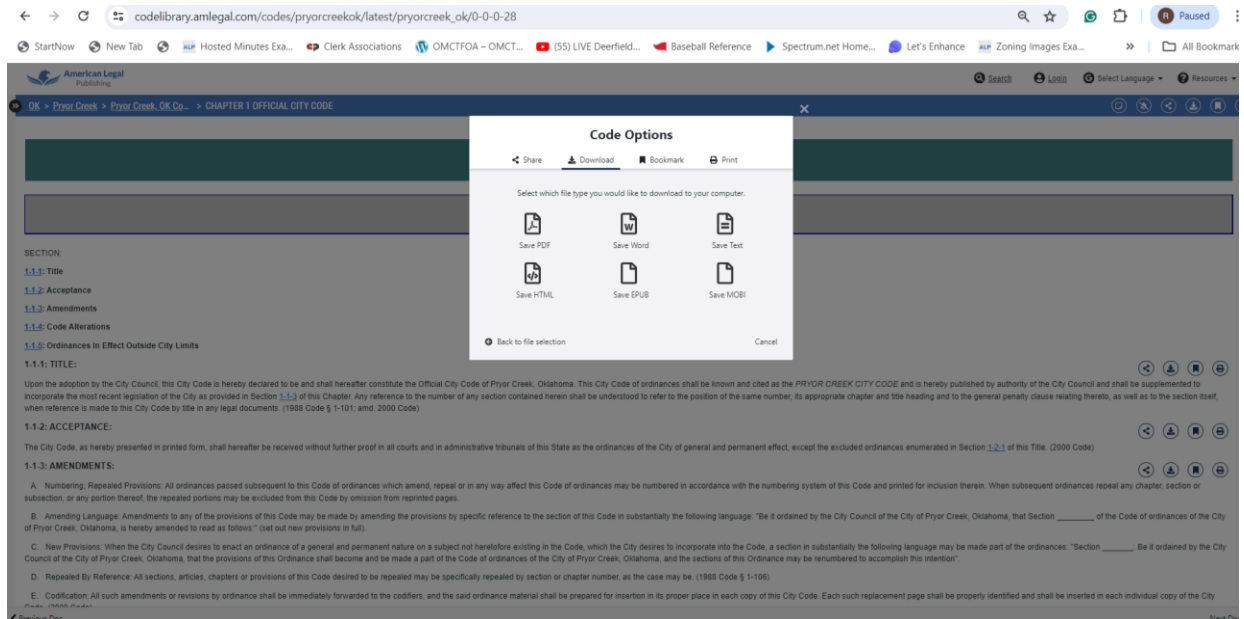 codelibrary.amlegal.com/codes/pryorcreekok/latest/pryorcreek_ok/0-0-0-28
R Paused
StartNow New Tab ALP Hosted Minutes Exa... Clerk Associations OMCTFOA – OMCT... (55) LIVE Deerfield... Baseball Reference Spectrum.net Home... Let's Enhance ALP Zoning Images Exa... » All Bookmark
American Legal
Publishing
Search Login Select Language Resources
OK > Pryor Creek > Pryor Creek, OK Co... > CHAPTER 1 OFFICIAL CITY CODE
Code Options
Share Download Bookmark Print
Select which file type you would like to download to your computer.
Save PDF Save Word Save Text
Save HTML Save EPUB Save MOBI
Back to file selection Cancel
SECTION:
1-1-1: Title
1-1-2: Acceptance
1-1-3: Amendments
1-1-4: Code Alterations
1-1-5: Ordinances In Effect Outside City Limits
1-1-1: TITLE:
Upon the adoption by the City Council, this City Code is hereby declared to be and shall hereafter constitute the Official City Code of Pryor Creek, Oklahoma. This City Code of ordinances shall be known and cited as the PRYOR CREEK CITY CODE and is hereby published by authority of the City Council and shall be supplemented to
incorporate the most recent legislation of the City as provided in Section 1-1-3 of this Chapter. Any reference to the number of any section contained herein shall be understood to refer to the position of the same number, its appropriate chapter and title heading and to the general penalty clause relating thereto, as well as to the section itself,
when reference is made to this City Code by title in any legal documents. (1988 Code § 1-101; amd. 2000 Code)
1-1-2: ACCEPTANCE:
The City Code, as hereby presented in printed form, shall hereafter be received without further proof in all courts and in administrative tribunals of this State as the ordinances of the City of general and permanent effect, except the excluded ordinances enumerated in Section 1-2-1 of this Title. (2000 Code)
1-1-3: AMENDMENTS:
A. Numbering; Repealed Provisions: All ordinances passed subsequent to this Code of ordinances which amend, repeal or in any way affect this Code of ordinances may be numbered in accordance with the numbering system of this Code and printed for inclusion therein. When subsequent ordinances repeal any chapter, section or
subsection, or any portion thereof, the repealed portions may be excluded from this Code by omission from reprinted pages.
B. Amending Language: Amendments to any of the provisions of this Code may be made by amending the provisions by specific reference to the section of this Code in substantially the following language: "Be it ordained by the City Council of the City of Pryor Creek, Oklahoma, that Section ________ of the Code of ordinances of the City
of Pryor Creek, Oklahoma, is hereby amended to read as follows:" (set out new provisions in full).
C. New Provisions: When the City Council desires to enact an ordinance of a general and permanent nature on a subject not heretofore existing in the Code, which the City desires to incorporate into the Code, a section in substantially the following language may be made part of the ordinances: "Section ______. Be it ordained by the City
Council of the City of Pryor Creek, Oklahoma, that the provisions of this Ordinance shall become and be made a part of the Code of ordinances of the City of Pryor Creek, Oklahoma, and the sections of this Ordinance may be renumbered to accomplish this intention".
D. Repealed By Reference: All sections, articles, chapters or provisions of this Code desired to be repealed may be specifically repealed by section or chapter number, as the case may be. (1988 Code § 1-106)
E. Codification: All such amendments or revisions by ordinance shall be immediately forwarded to the codifiers, and the said ordinance material shall be prepared for insertion in its proper place in each copy of this City Code. Each such replacement page shall be properly identified and shall be inserted in each individual copy of the City
Code. (2000 Code)
Previous Doc Next Do